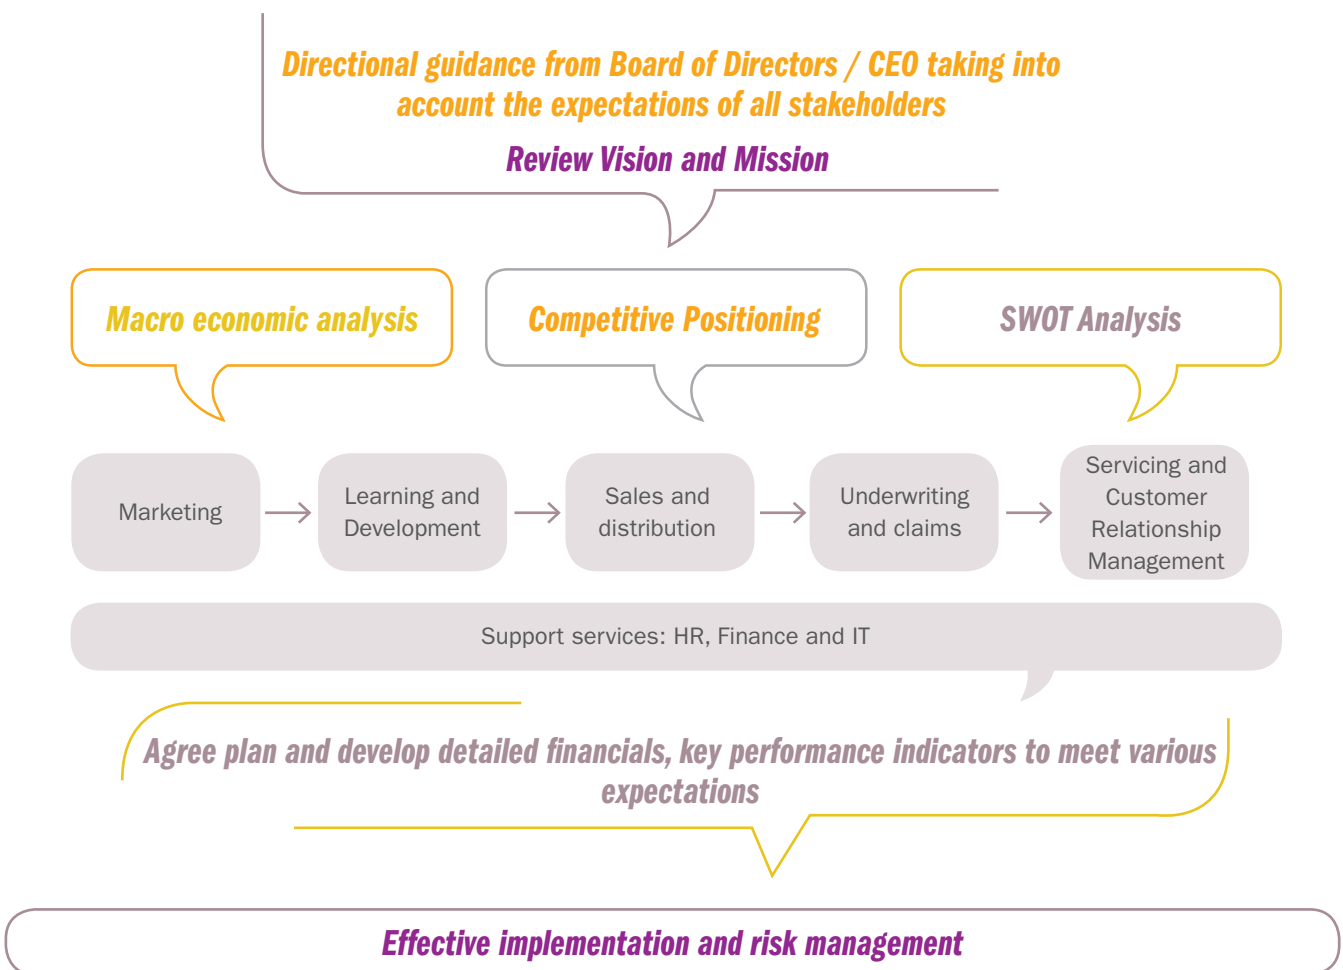 Directional guidance from Board of Directors / CEO taking into
account the expectations of all stakeholders
Review Vision and Mission
Macro economic analysis
Competitive Positioning
SWOT Analysis
Marketing
Learning and
Development
Sales and
distribution
Underwriting
and claims
Servicing and
Customer
Relationship
Management
Support services: HR, Finance and IT
Agree plan and develop detailed financials, key performance indicators to meet various
expectations
Effective implementation and risk management